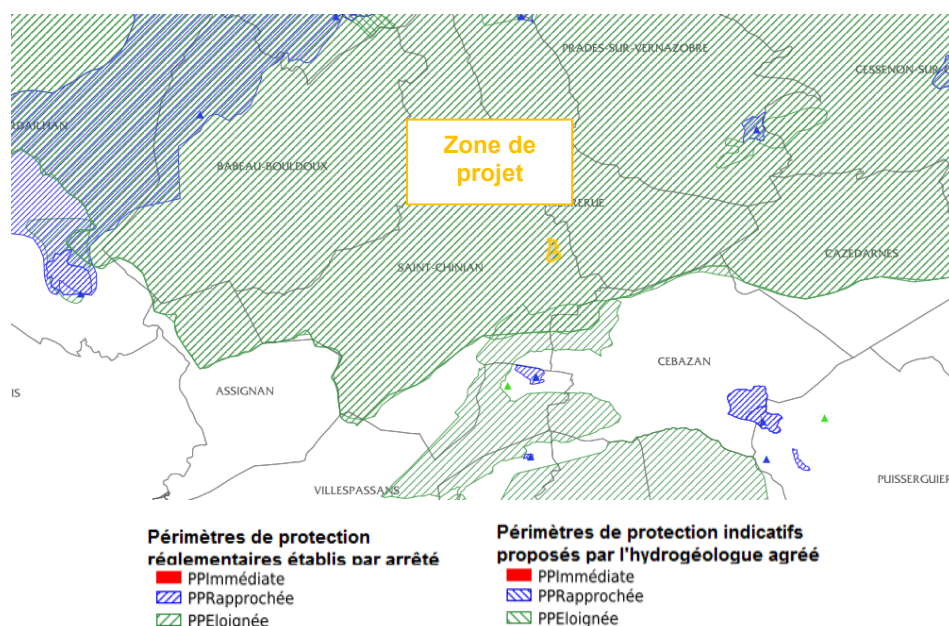 PRADES-SUR-VERNAZOBRE
CESSENON-SUR-
BABEAU-BOULDOUX
Zone de
projet
SAINT-CHINIAN
CAZEDARNES
CEBAZAN
ASSIGNAN
IS
VILLESPASSANS
PUISSERGUIER
Périmètres de protection
réglementaires établis par arrêté
PPImmédiate
PPRapprochée
PPEloignée
Périmètres de protection indicatifs
proposés par l'hydrogéologue agréé
PPImmédiate
PPRapprochée
PPEloignée